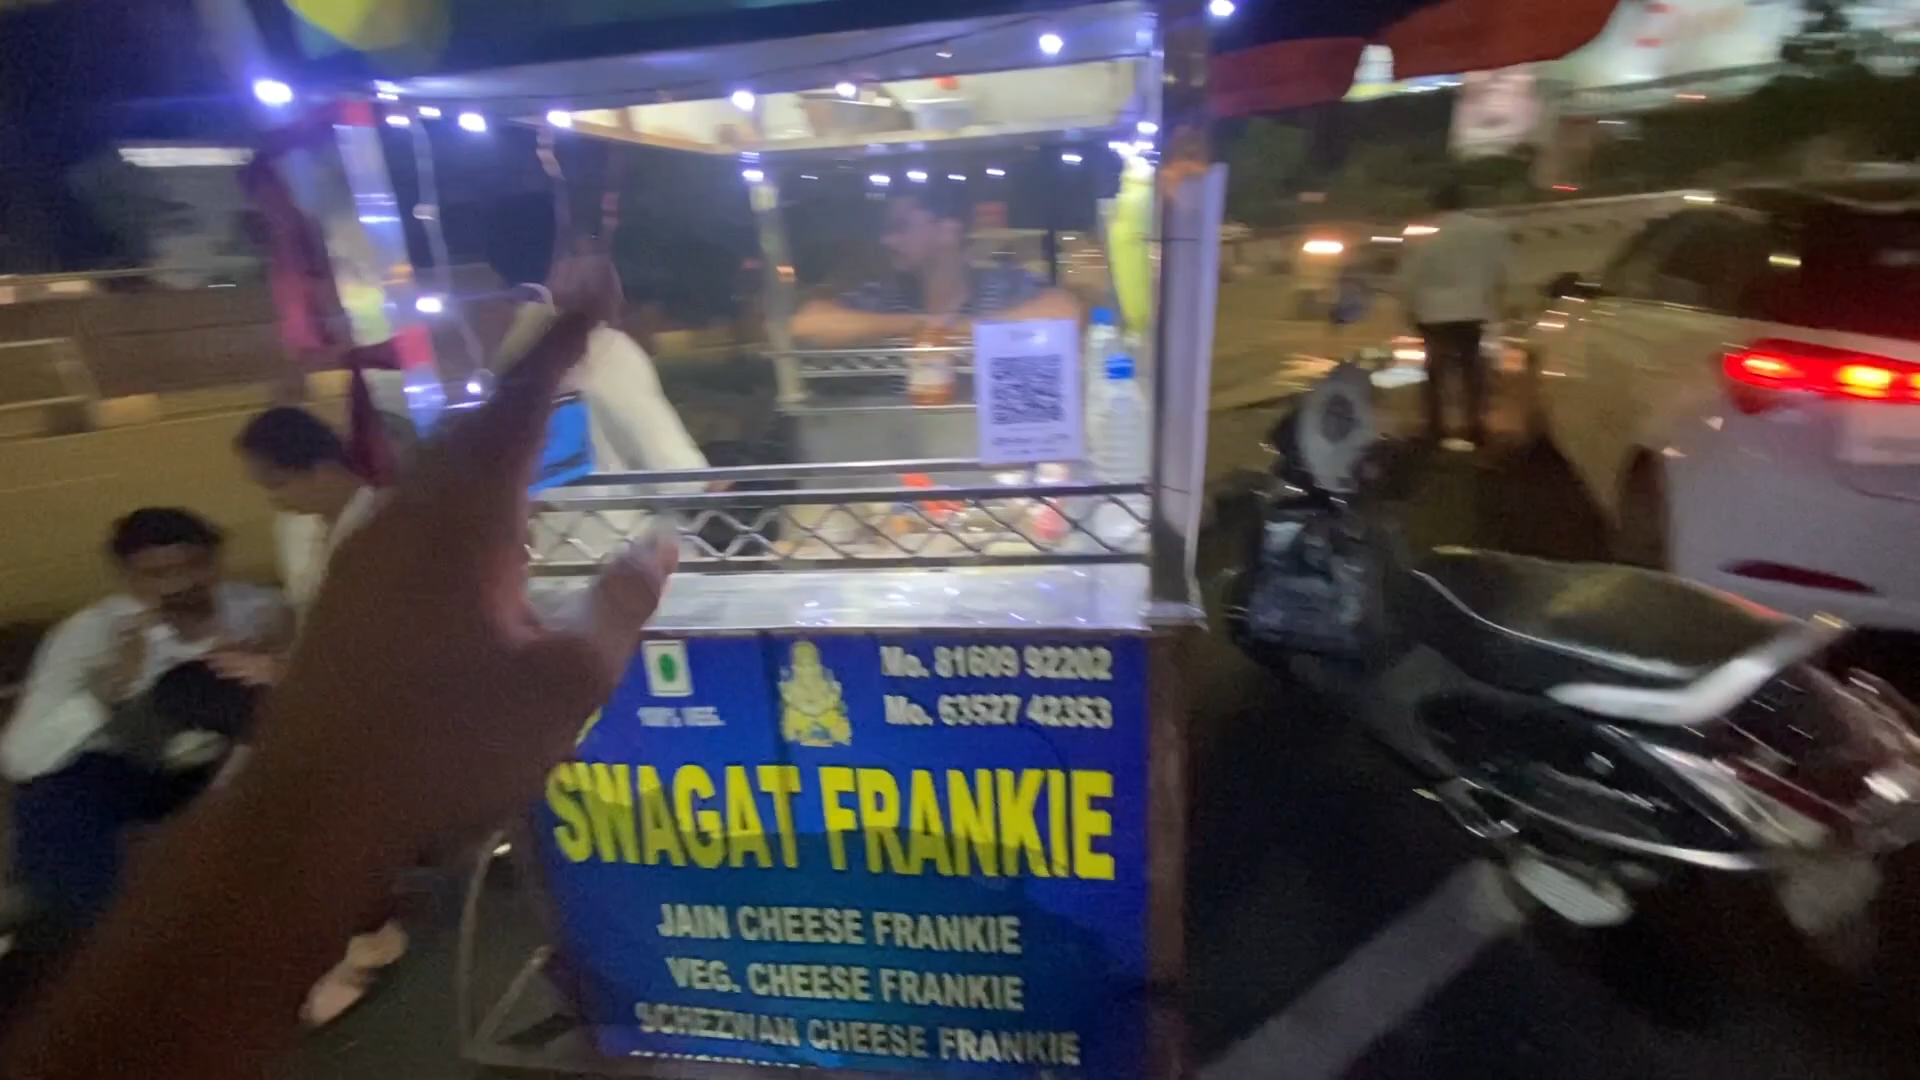 100% VEG.
Mo. 81609 92202
Mo. 63527 42353
SWAGAT FRANKIE
JAIN CHEESE FRANKIE
VEG. CHEESE FRANKIE
SCHEZWAN CHEESE FRANKIE